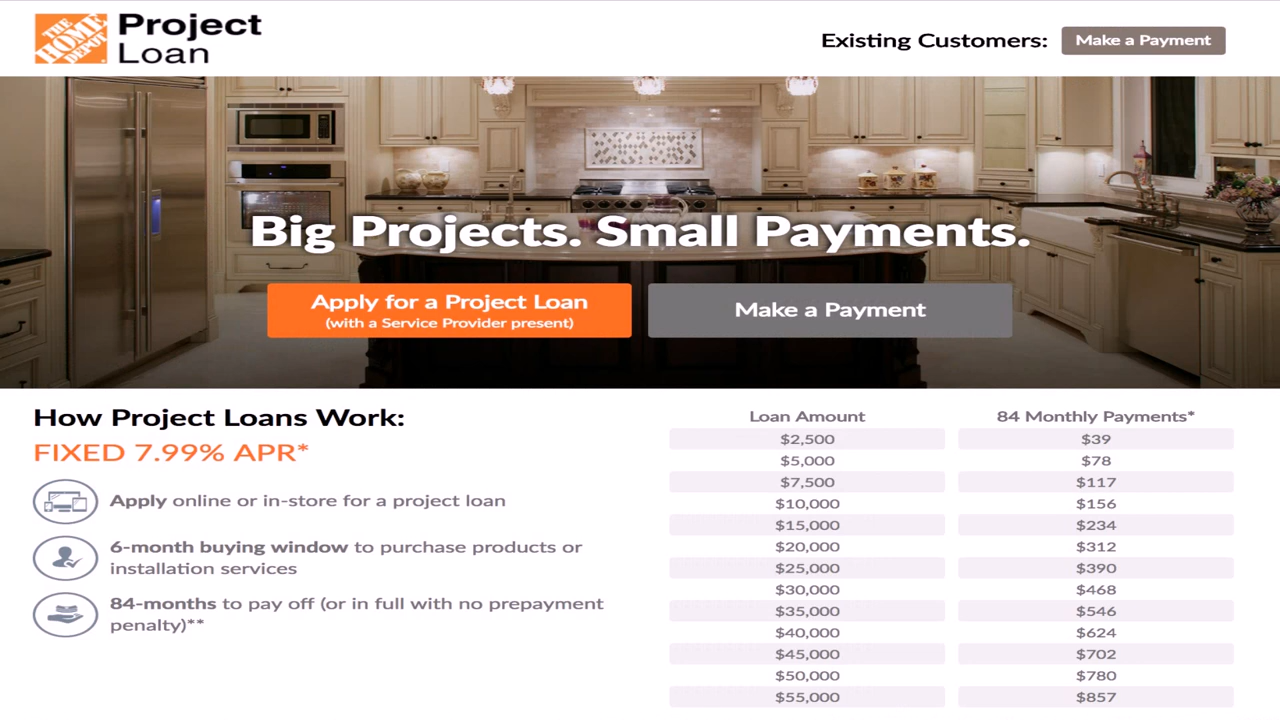 THE HOME DEPOT
Project
Loan
Existing Customers:
Make a Payment
Big Projects. Small Payments.
Apply for a Project Loan
(with a Service Provider present)
Make a Payment
How Project Loans Work:
FIXED 7.99% APR*
Apply online or in-store for a project loan
6-month buying window to purchase products or
installation services
84-months to pay off (or in full with no prepayment
penalty)**
Loan Amount 84 Monthly Payments*
$2,500 $39
$5,000 $78
$7,500 $117
$10,000 $156
$15,000 $234
$20,000 $312
$25,000 $390
$30,000 $468
$35,000 $546
$40,000 $624
$45,000 $702
$50,000 $780
$55,000 $857